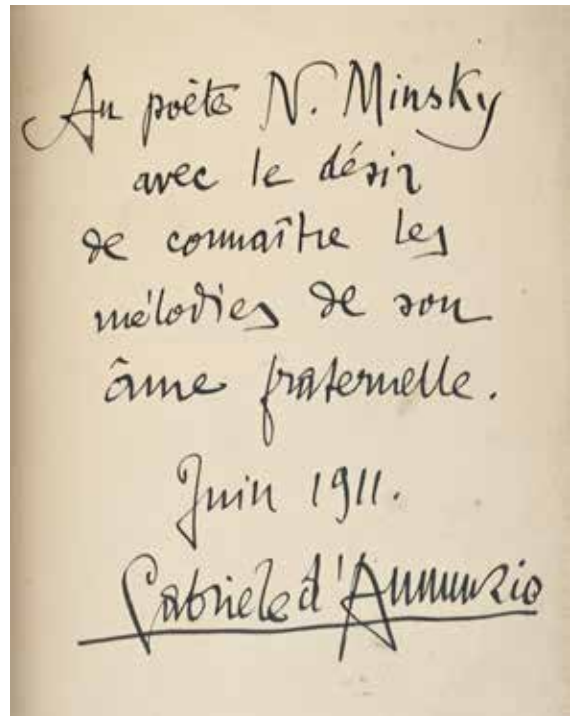 Au poète N. Minsky
avec le désir
de connaître les
mélodies de son
âme fraternelle.
Juin 1911.
Gabriele d'Annunzio